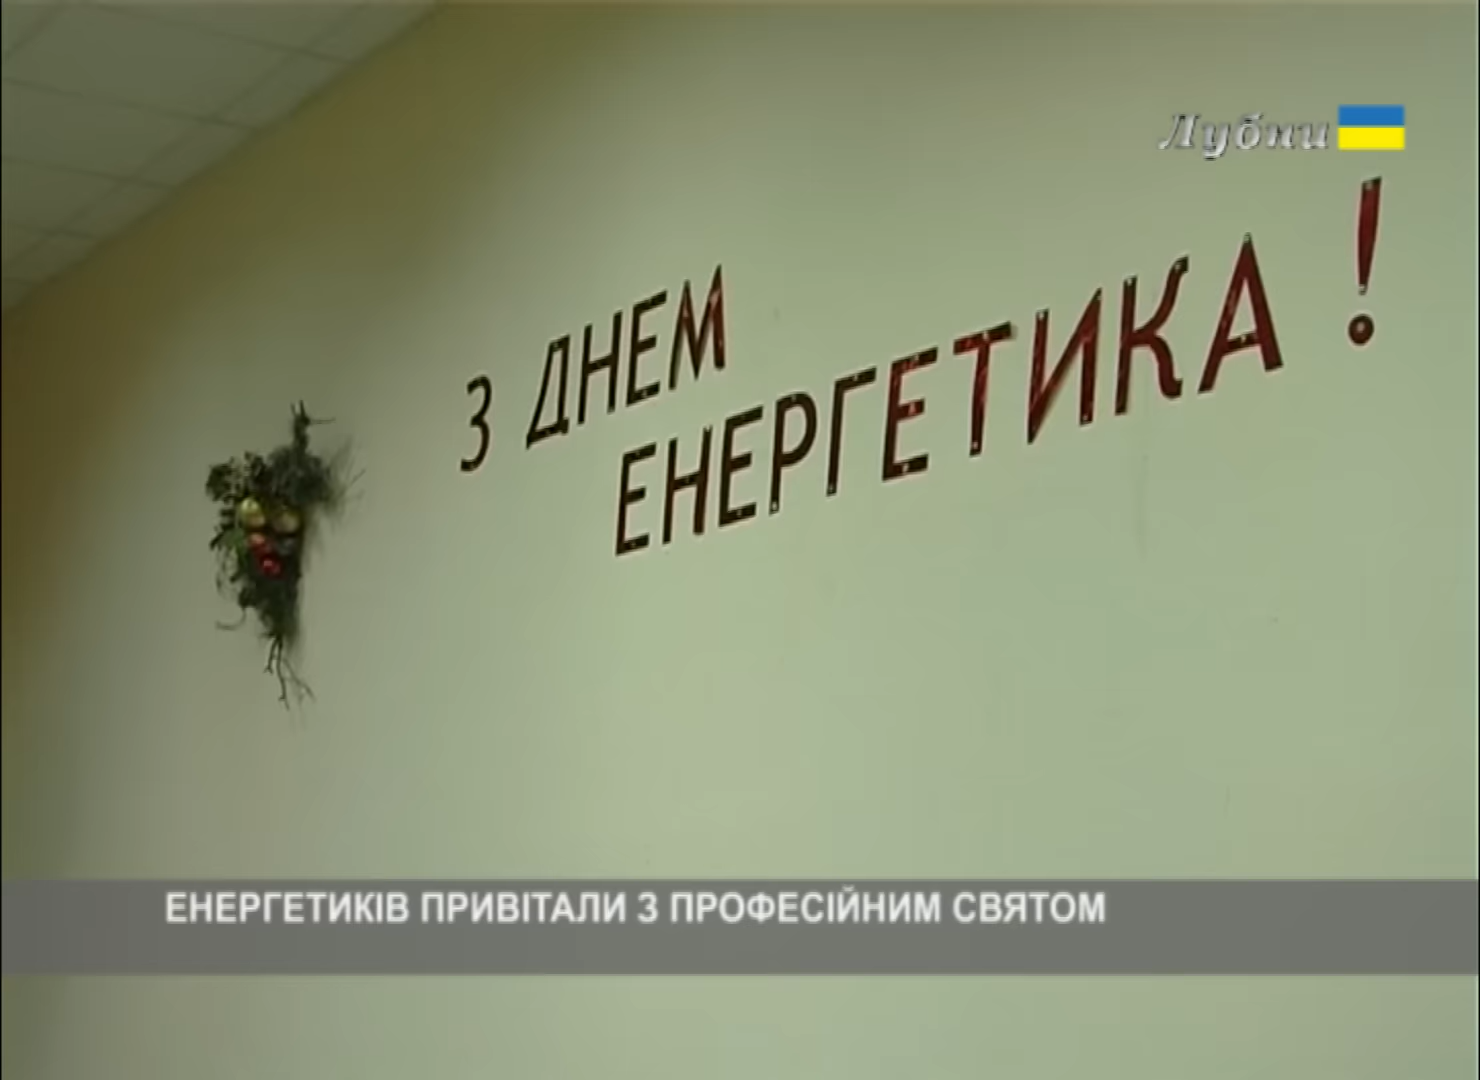 Лубни
З ДНЕМ
ЕНЕРГЕТИКА!
ЕНЕРГЕТИКІВ ПРИВІТАЛИ З ПРОФЕСІЙНИМ СВЯТОМ